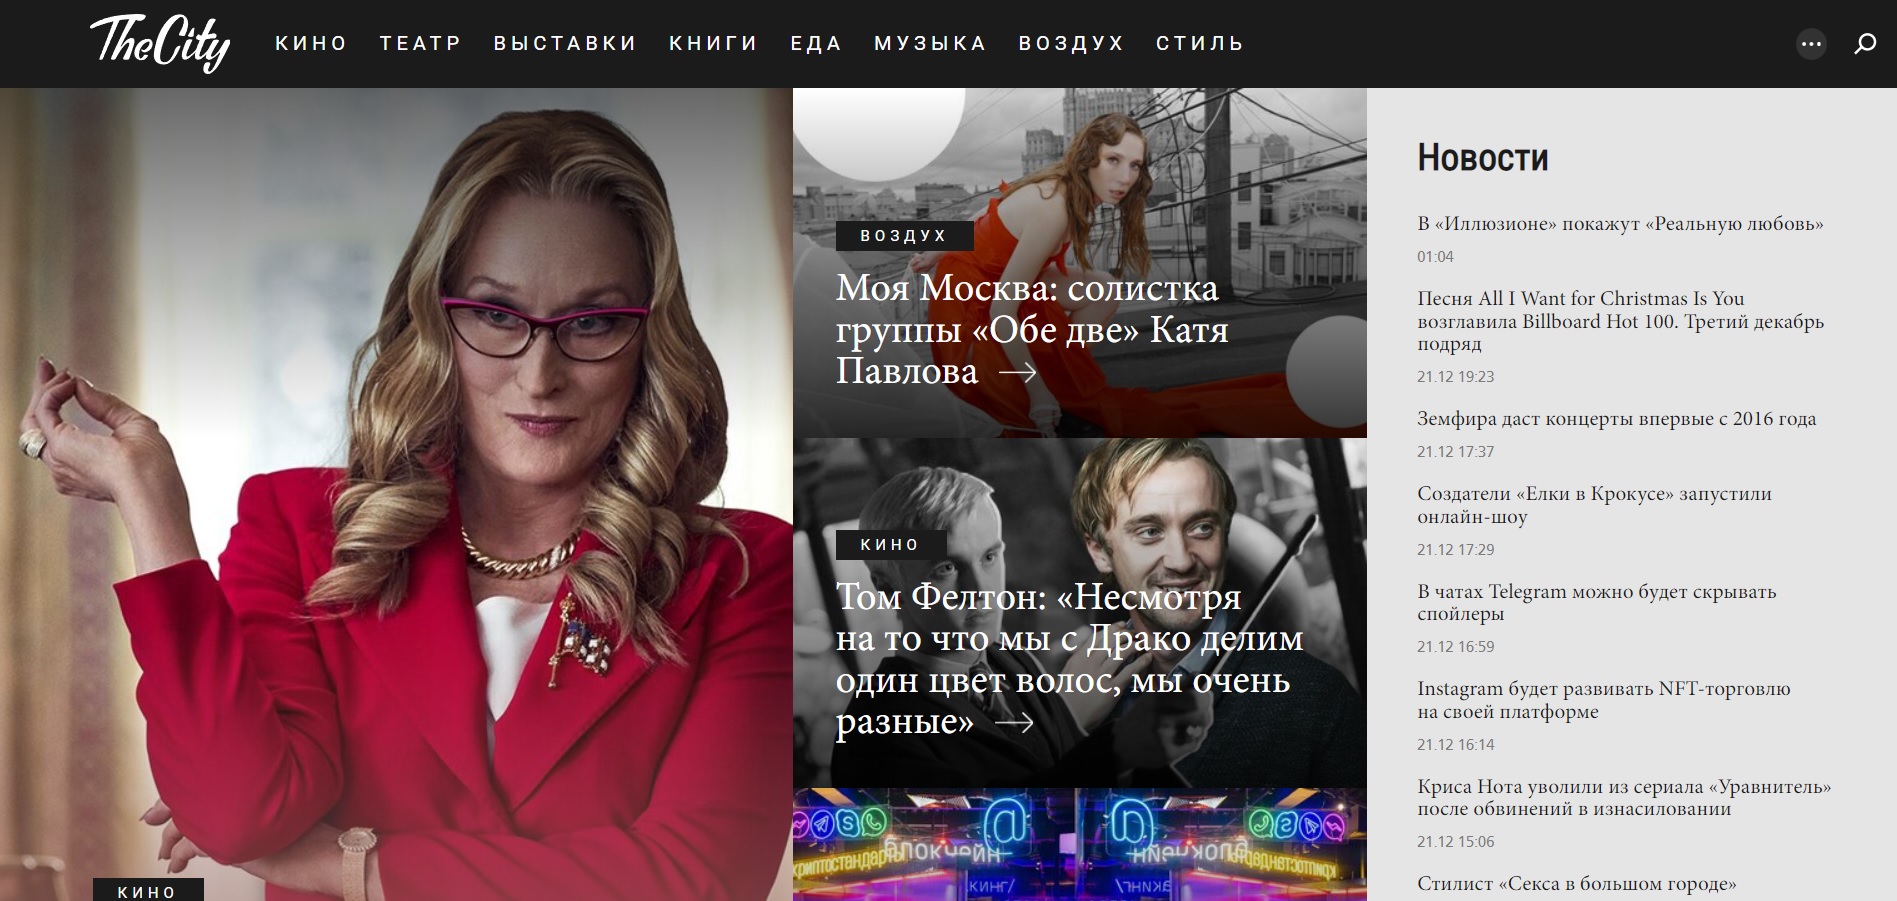 TheCity
КИНО ТЕАТР ВЫСТАВКИ КНИГИ ЕДА МУЗЫКА ВОЗДУХ СТИЛЬ
КИНО
ВОЗДУХ
Моя Москва: солистка
группы «Обе две» Катя
Павлова
КИНО
Том Фелтон: «Несмотря
на то что мы с Драко делим
один цвет волос, мы очень
разные»
Новости
В «Иллюзионе» покажут «Реальную любовь»
01:04
Песня All I Want for Christmas Is You
возглавила Billboard Hot 100. Третий декабрь
подряд
21.12 19:23
Земфира даст концерты впервые с 2016 года
21.12 17:37
Создатели «Елки в Крокусе» запустили
онлайн-шоу
21.12 17:29
В чатах Telegram можно будет скрывать
спойлеры
21.12 16:59
Instagram будет развивать NFT-торговлю
на своей платформе
21.12 16:14
Криса Нота уволили из сериала «Уравнитель»
после обвинений в изнасиловании
21.12 15:06
Стилист «Секса в большом городе»